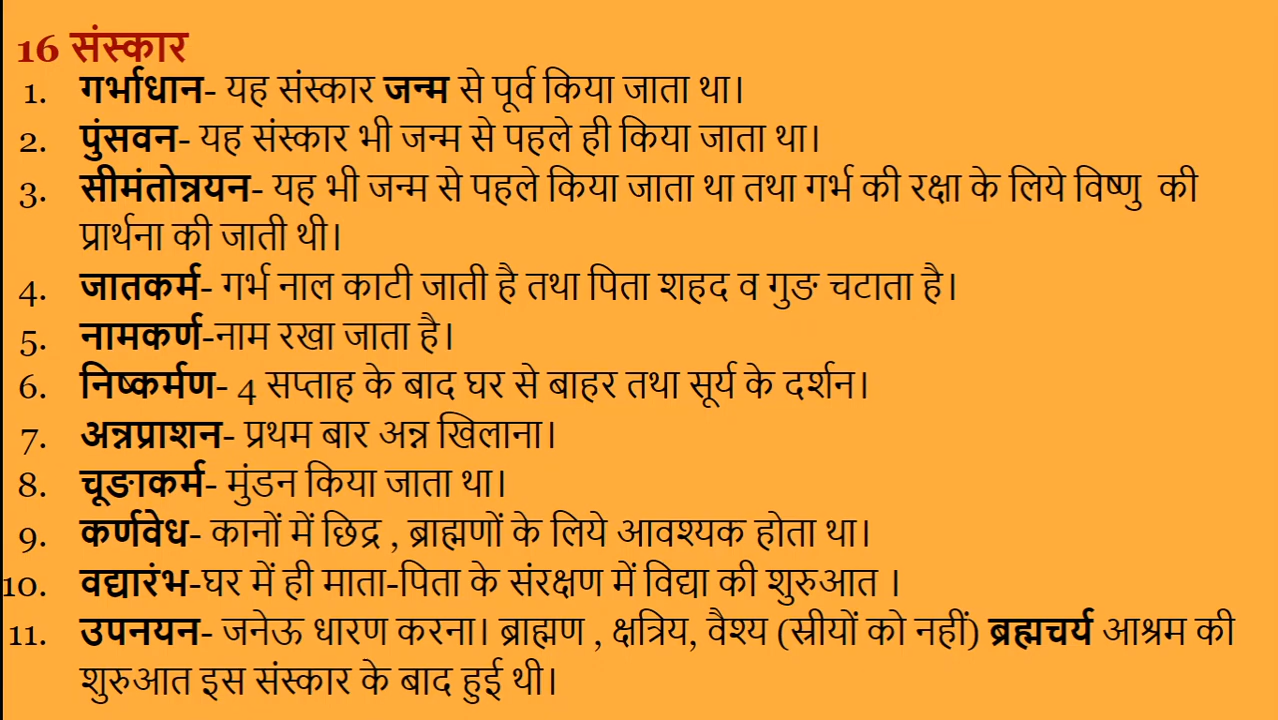 16 संस्कार
1. गर्भाधान- यह संस्कार जन्म से पूर्व किया जाता था।
2. पुंसवन- यह संस्कार भी जन्म से पहले ही किया जाता था।
3. सीमंतोन्नयन- यह भी जन्म से पहले किया जाता था तथा गर्भ की रक्षा के लिये विष्णु की
प्रार्थना की जाती थी।
4. जातकर्म- गर्भ नाल काटी जाती है तथा पिता शहद व गुङ चटाता है।
5. नामकर्ण-नाम रखा जाता है।
6. निष्कर्मण- 4 सप्ताह के बाद घर से बाहर तथा सूर्य के दर्शन।
7. अन्नप्राशन- प्रथम बार अन्न खिलाना।
8. चूङाकर्म- मुंडन किया जाता था।
9. कर्णवेध- कानों में छिद्र , ब्राह्मणों के लिये आवश्यक होता था।
10. वद्यारंभ-घर में ही माता-पिता के संरक्षण में विद्या की शुरुआत ।
11. उपनयन- जनेऊ धारण करना। ब्राह्मण , क्षत्रिय, वैश्य (स्रीयों को नहीं) ब्रह्मचर्य आश्रम की
शुरुआत इस संस्कार के बाद हुई थी।